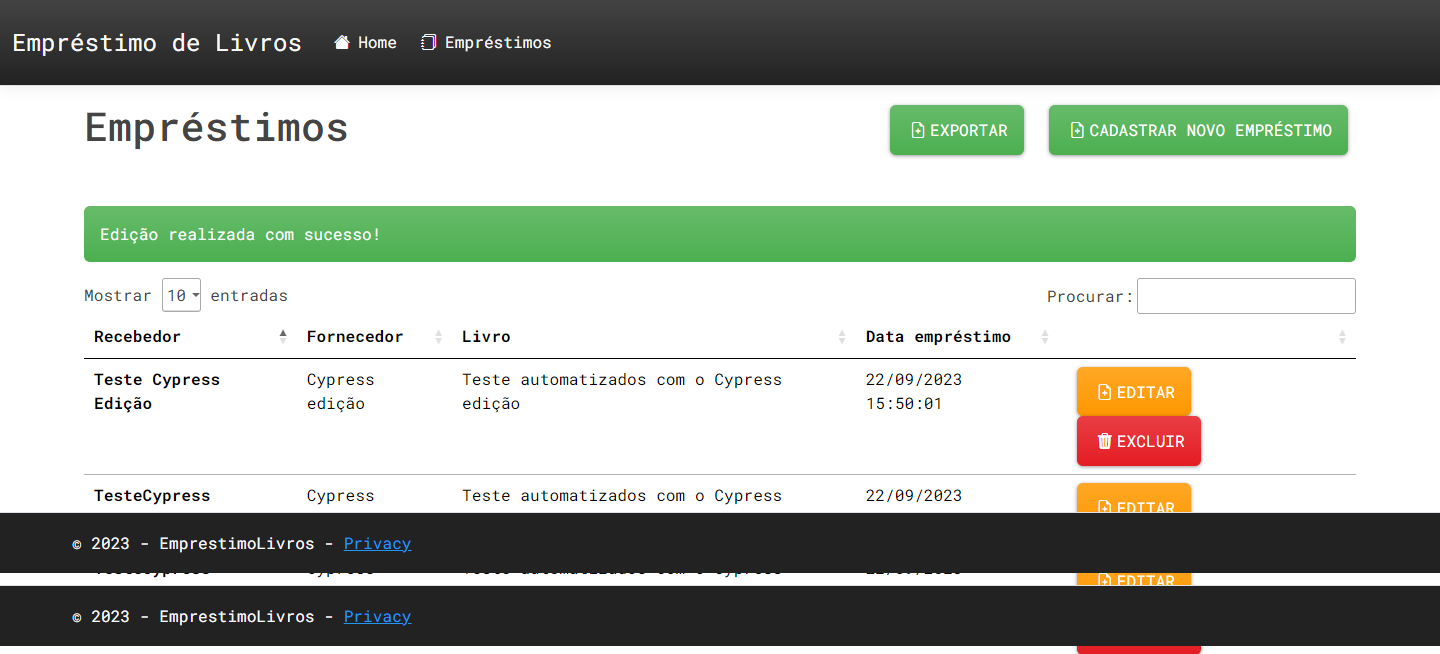 Empréstimo de Livros Home Empréstimos
Empréstimos EXPORTAR CADASTRAR NOVO EMPRÉSTIMO
Edição realizada com sucesso!
Mostrar 10 entradas Procurar:
Recebedor Fornecedor Livro Data empréstimo
Teste Cypress Cypress Teste automatizados com o Cypress 22/09/2023 EDITAR
Edição edição edição 15:50:01
EXCLUIR
TesteCypress Cypress Teste automatizados com o Cypress 22/09/2023 EDITAR
© 2023 - EmprestimoLivros - Privacy
EDITAR
© 2023 - EmprestimoLivros - Privacy